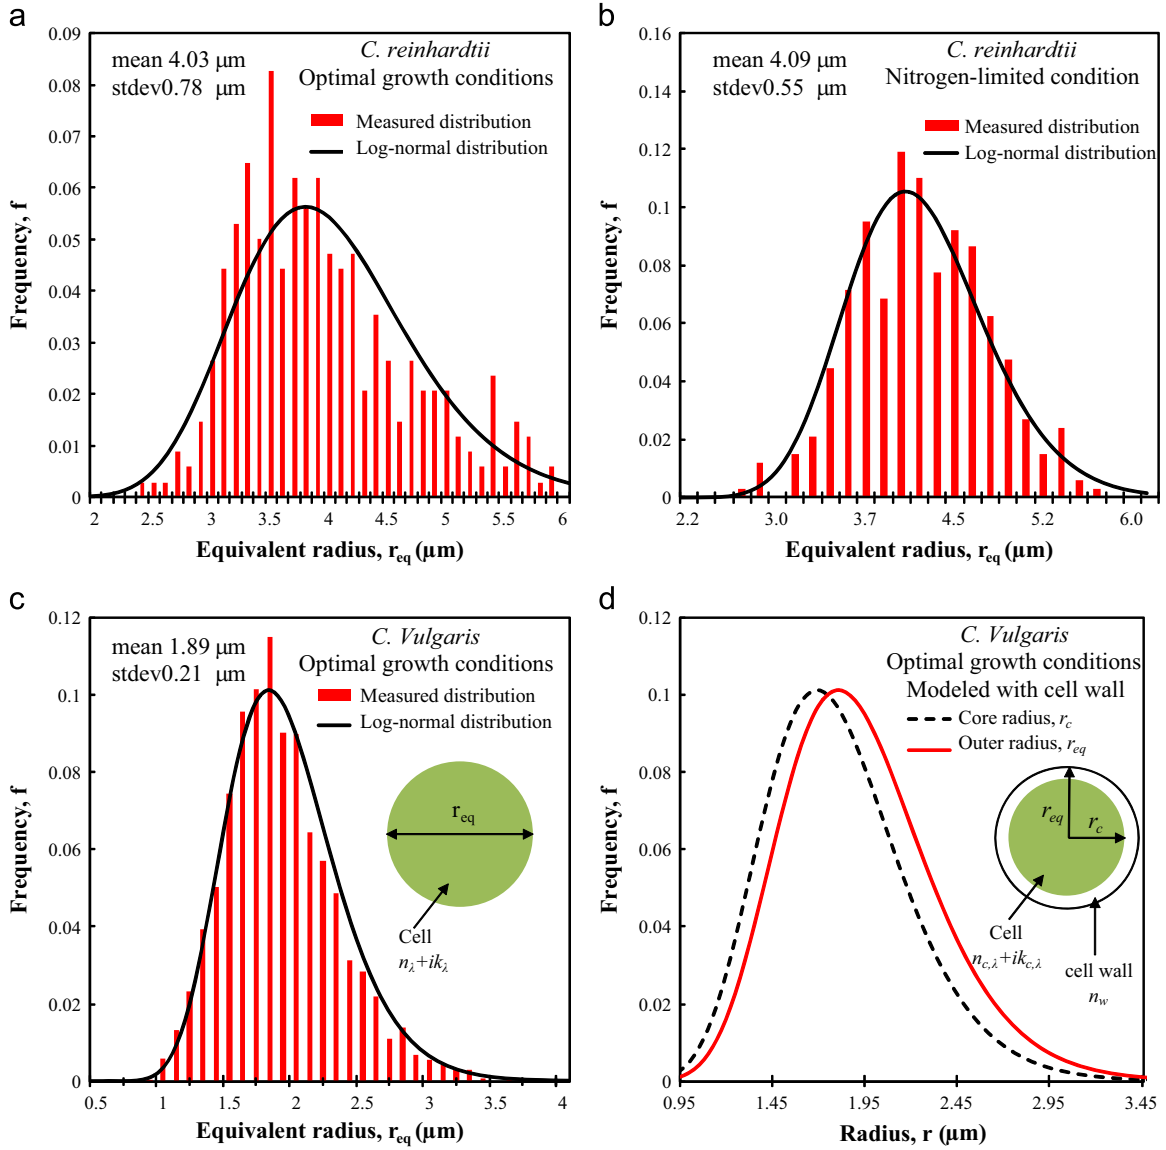 a
0.09
0.08
0.07
0.06
0.05
0.04
0.03
0.02
0.01
0
Frequency, f
mean 4.03 µm
stdev0.78 µm
C. reinhardtii
Optimal growth conditions
Measured distribution
Log-normal distribution
2 2.5 3 3.5 4 4.5 5 5.5 6
Equivalent radius, req (µm)
b
0.16
0.14
0.12
0.1
0.08
0.06
0.04
0.02
0
Frequency, f
mean 4.09 µm
stdev0.55 µm
C. reinhardtii
Nitrogen-limited condition
Measured distribution
Log-normal distribution
2.2 3.0 3.7 4.5 5.2 6.0
Equivalent radius, req (µm)
c
0.12
0.1
0.08
0.06
0.04
0.02
0
Frequency, f
mean 1.89 µm
stdev0.21 µm
C. Vulgaris
Optimal growth conditions
Measured distribution
Log-normal distribution
req
Cell
nλ+ikλ
0.5 1 1.5 2 2.5 3 3.5 4
Equivalent radius, req (µm)
d
0.12
0.1
0.08
0.06
0.04
0.02
0
Frequency, f
C. Vulgaris
Optimal growth conditions
Modeled with cell wall
Core radius, rc
Outer radius, req
req
rc
Cell
nc,λ+ikc,λ
cell wall
nw
0.95 1.45 1.95 2.45 2.95 3.45
Radius, r (µm)